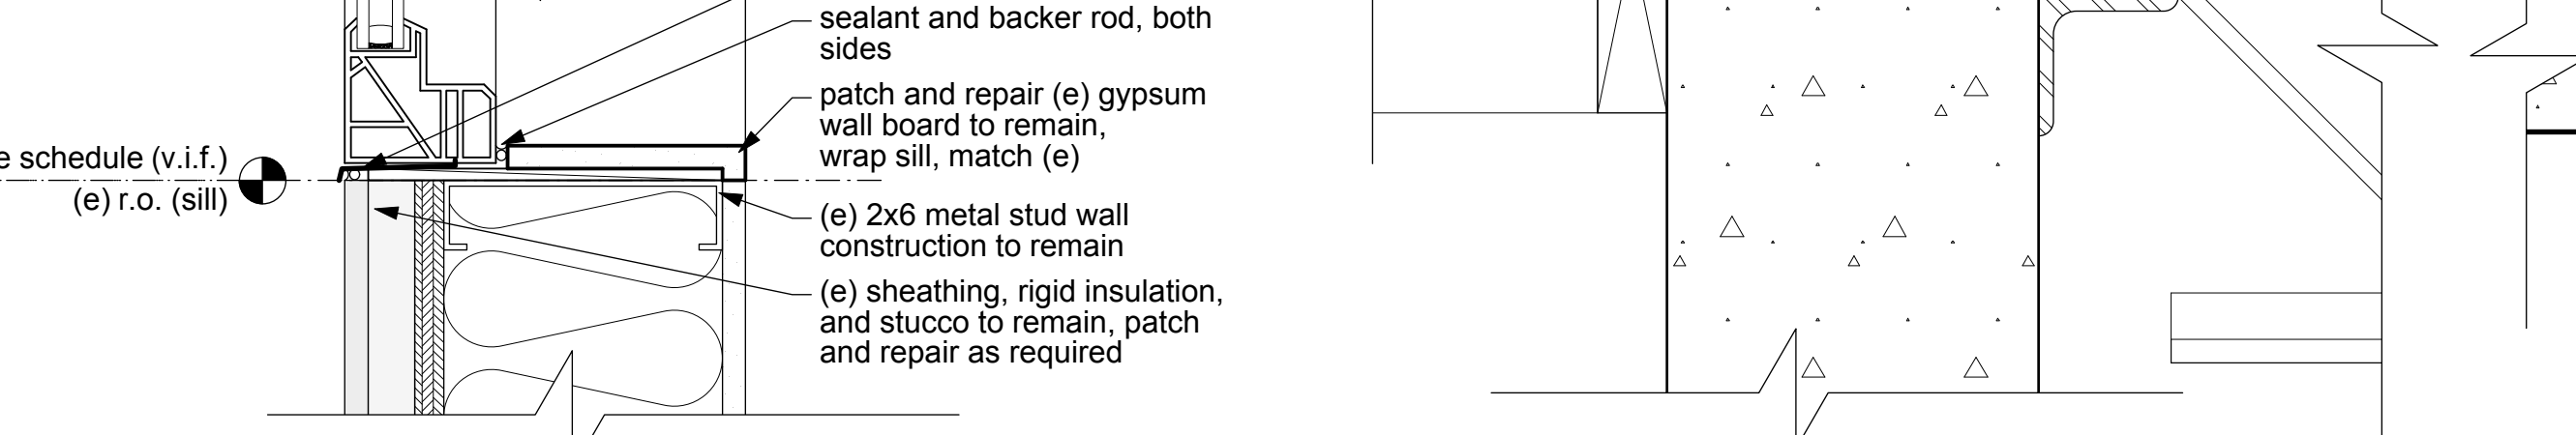 sealant and backer rod, both
sides
patch and repair (e) gypsum
wall board to remain,
wrap sill, match (e)
schedule (v.i.f.)
(e) r.o. (sill)
(e) 2x6 metal stud wall
construction to remain
(e) sheathing, rigid insulation,
and stucco to remain, patch
and repair as required